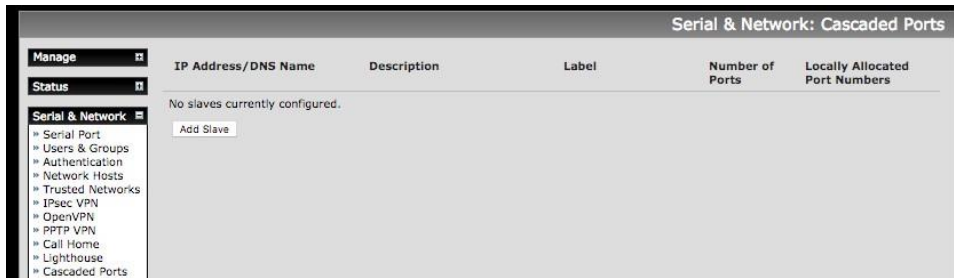 Serial & Network: Cascaded Ports
Manage
Status
Serial & Network
» Serial Port
» Users & Groups
» Authentication
» Network Hosts
» Trusted Networks
» IPsec VPN
» OpenVPN
» PPTP VPN
» Call Home
» Lighthouse
» Cascaded Ports
IP Address/DNS Name Description Label Number of Ports Locally Allocated Port Numbers
No slaves currently configured.
Add Slave